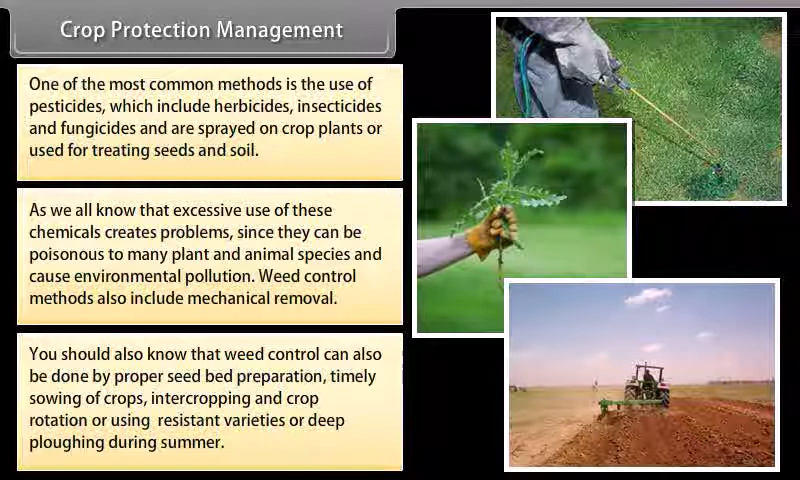 Crop Protection Management
One of the most common methods is the use of
pesticides, which include herbicides, insecticides
and fungicides and are sprayed on crop plants or
used for treating seeds and soil.
As we all know that excessive use of these
chemicals creates problems, since they can be
poisonous to many plant and animal species and
cause environmental pollution. Weed control
methods also include mechanical removal.
You should also know that weed control can also
be done by proper seed bed preparation, timely
sowing of crops, intercropping and crop
rotation or using resistant varieties or deep
ploughing during summer.